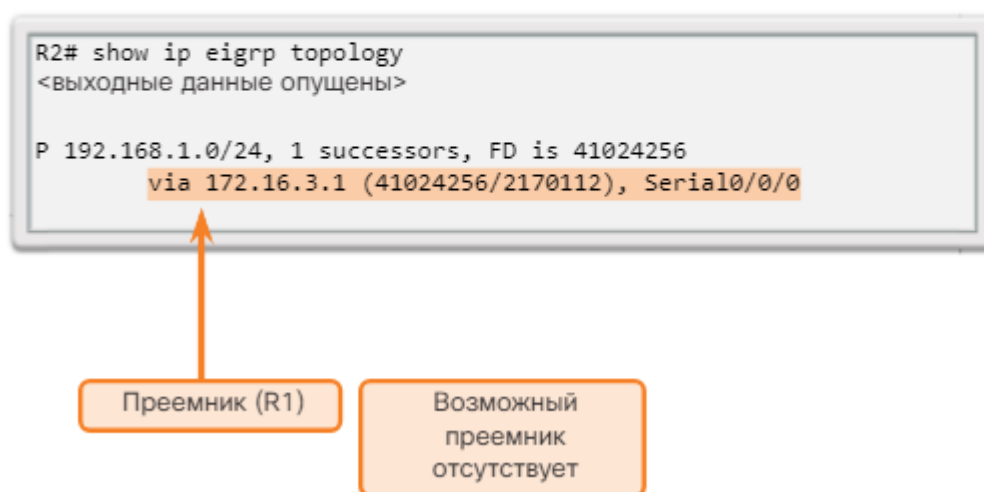 R2# show ip eigrp topology
<выходные данные опущены>
P 192.168.1.0/24, 1 successors, FD is 41024256
via 172.16.3.1 (41024256/2170112), Serial0/0/0
Преемник (R1)
Возможный
преемник
отсутствует